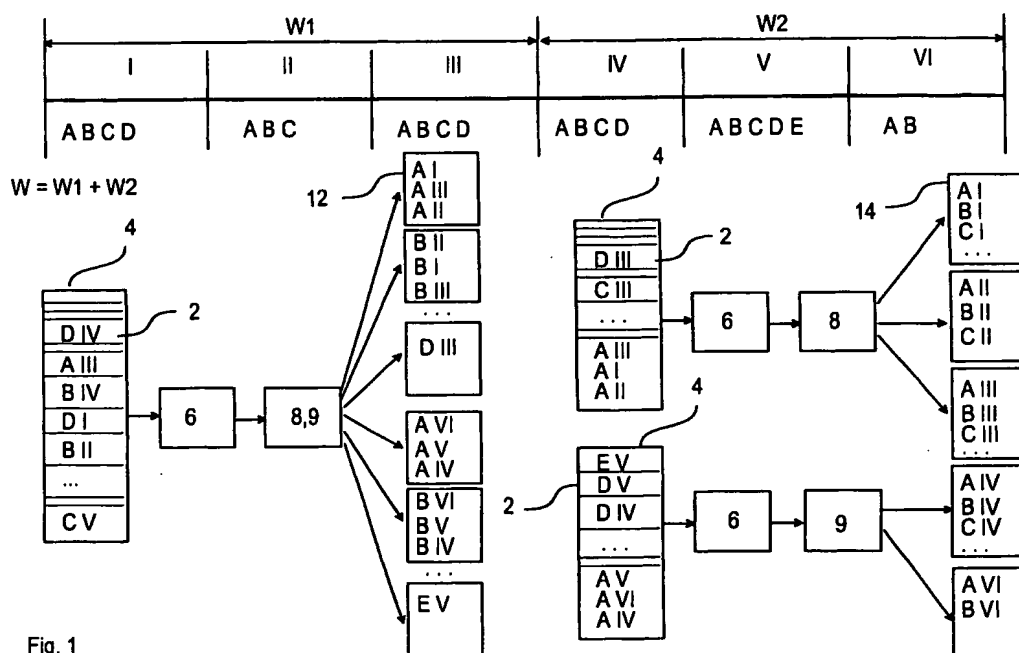 W1 W2
I II III IV V VI
A B C D A B C A B C D A B C D A B C D E A B
W = W1 + W2
4
2
D IV
A III
B IV
D I
B II
...
C V
6
8,9
12
A I
A III
A II
B II
B I
B III
...
D III
A VI
A V
A IV
B VI
B V
B IV
...
E V
4
2
D III
C III
...
A III
A I
A II
6
8
14
A I
B I
C I
...
A II
B II
C II
A III
B III
C III
...
4
2
E V
D V
D IV
...
A V
A VI
A IV
6
9
A IV
B IV
C IV
...
A VI
B VI
Fig. 1